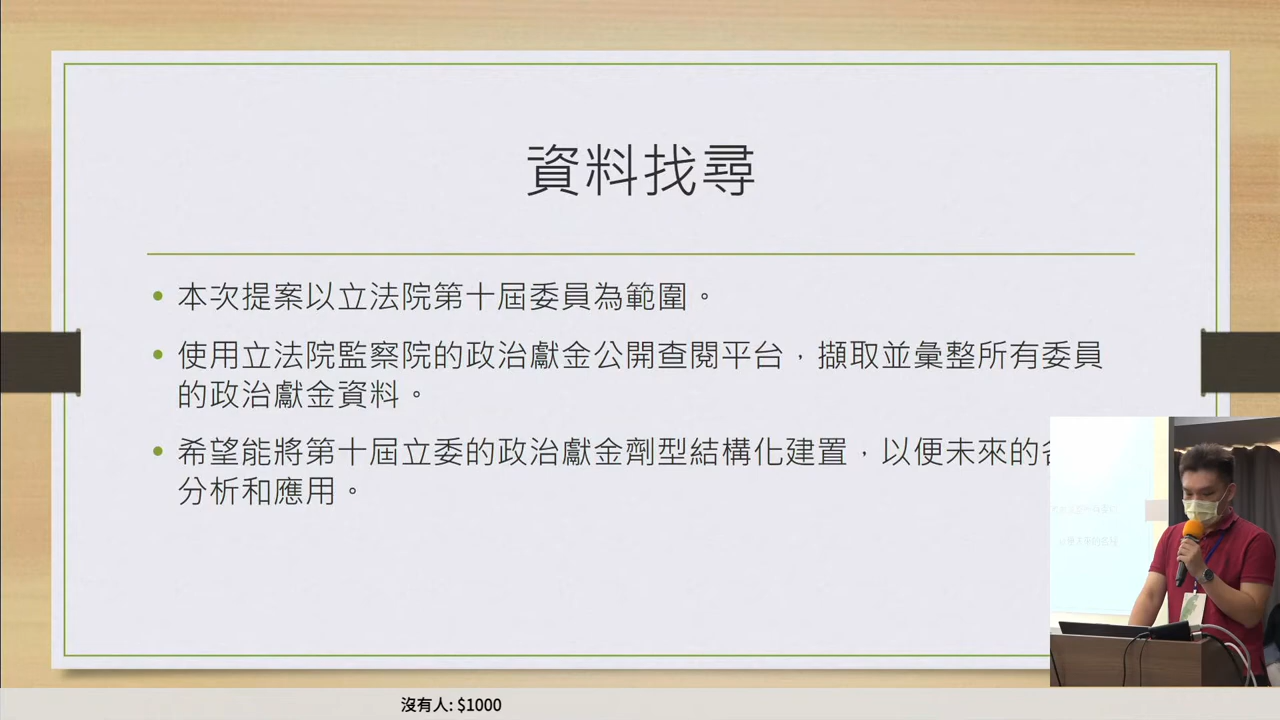 資料找尋
• 本次提案以立法院第十屆委員為範圍。
• 使用立法院監察院的政治獻金公開查閱平台，擷取並彙整所有委員
的政治獻金資料。
• 希望能將第十屆立委的政治獻金劑型結構化建置，以便未來的
分析和應用。
沒有人: $1000